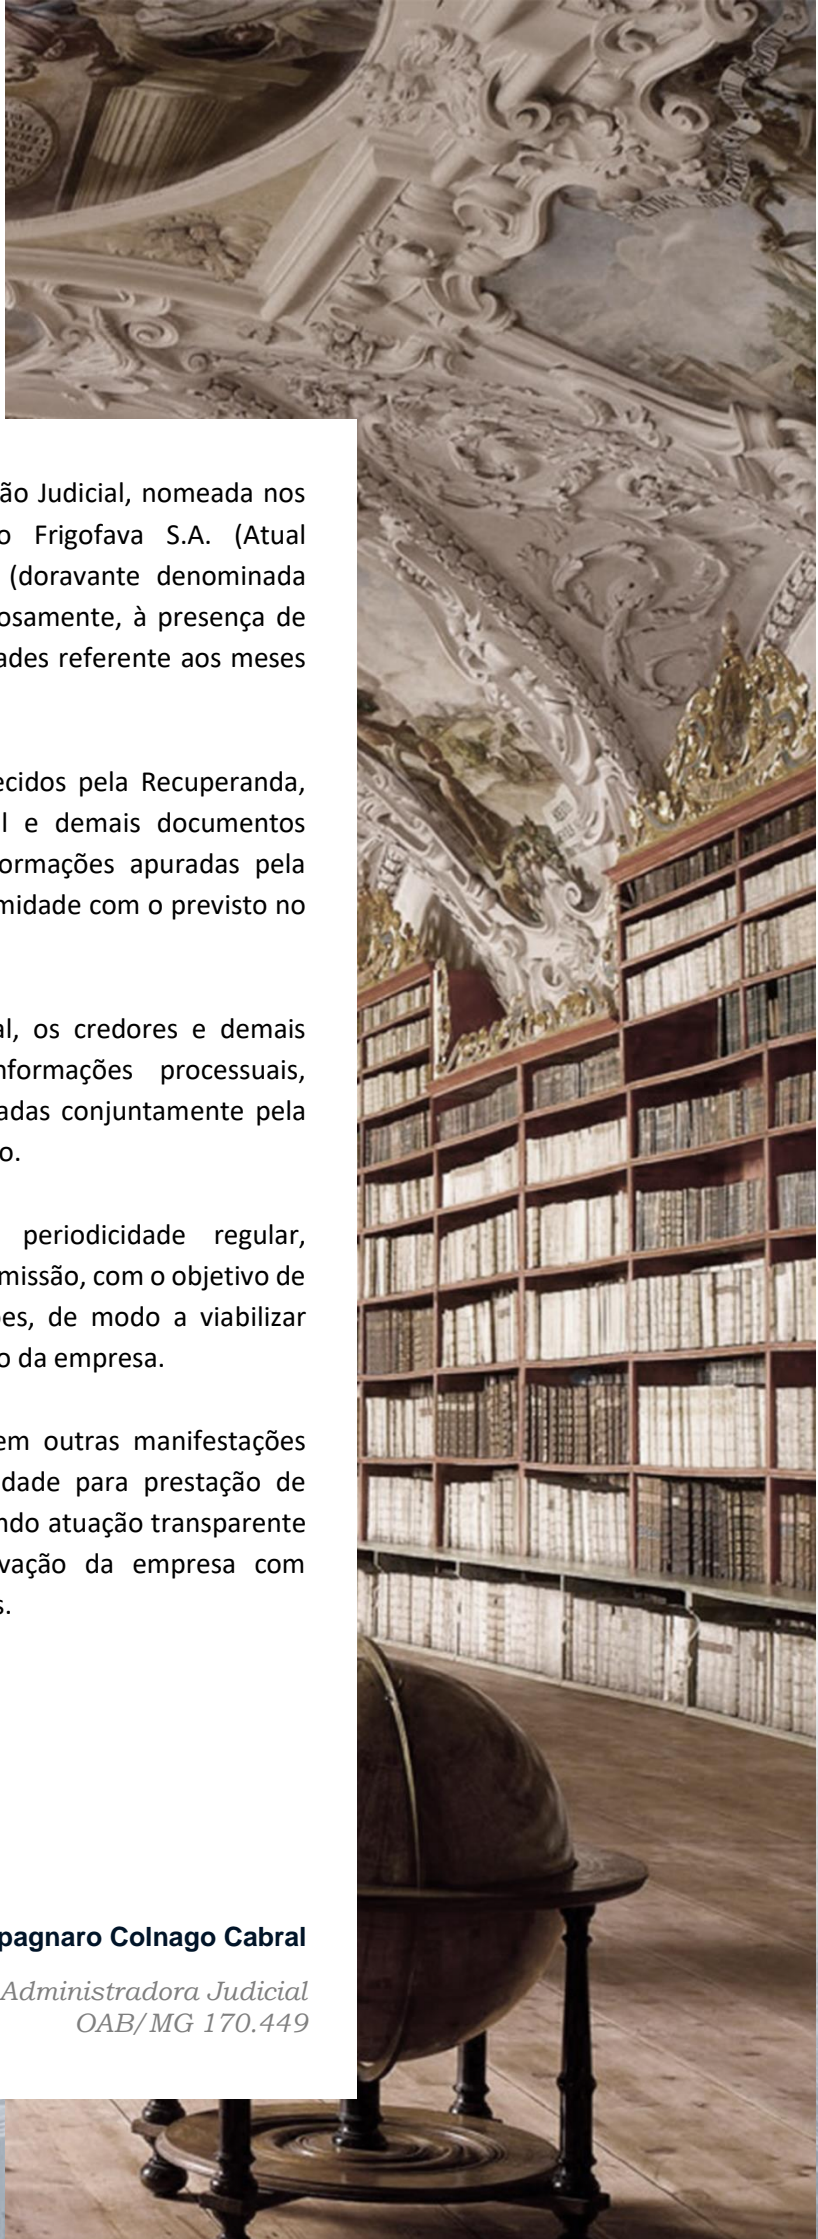 ão Judicial, nomeada nos
o Frigofava S.A. (Atual
(doravante denominada
osamente, à presença de
ades referente aos meses
ecidos pela Recuperanda,
l e demais documentos
ormações apuradas pela
midade com o previsto no
al, os credores e demais
nformações processuais,
adas conjuntamente pela
o.
periodicidade regular,
missão, com o objetivo de
es, de modo a viabilizar
o da empresa.
em outras manifestações
dade para prestação de
ndo atuação transparente
vação da empresa com
s.
pagnaro Colnago Cabral
Administradora Judicial
OAB/MG 170.449